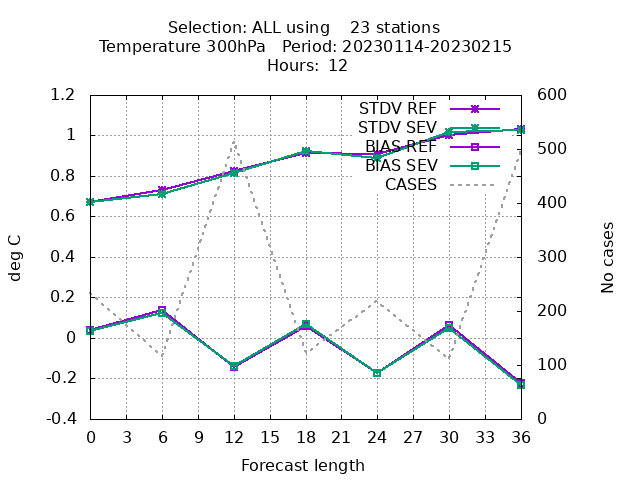 Selection: ALL using    23 stations
Temperature 300hPa   Period: 20230114-20230215
Hours: 12
1.2
1
0.8
0.6
0.4
0.2
0
-0.2
-0.4
deg C
STDV REF
STDV SEV
BIAS REF
BIAS SEV
CASES
600
500
400
300
200
100
0
No cases
0 3 6 9 12 15 18 21 24 27 30 33 36
Forecast length